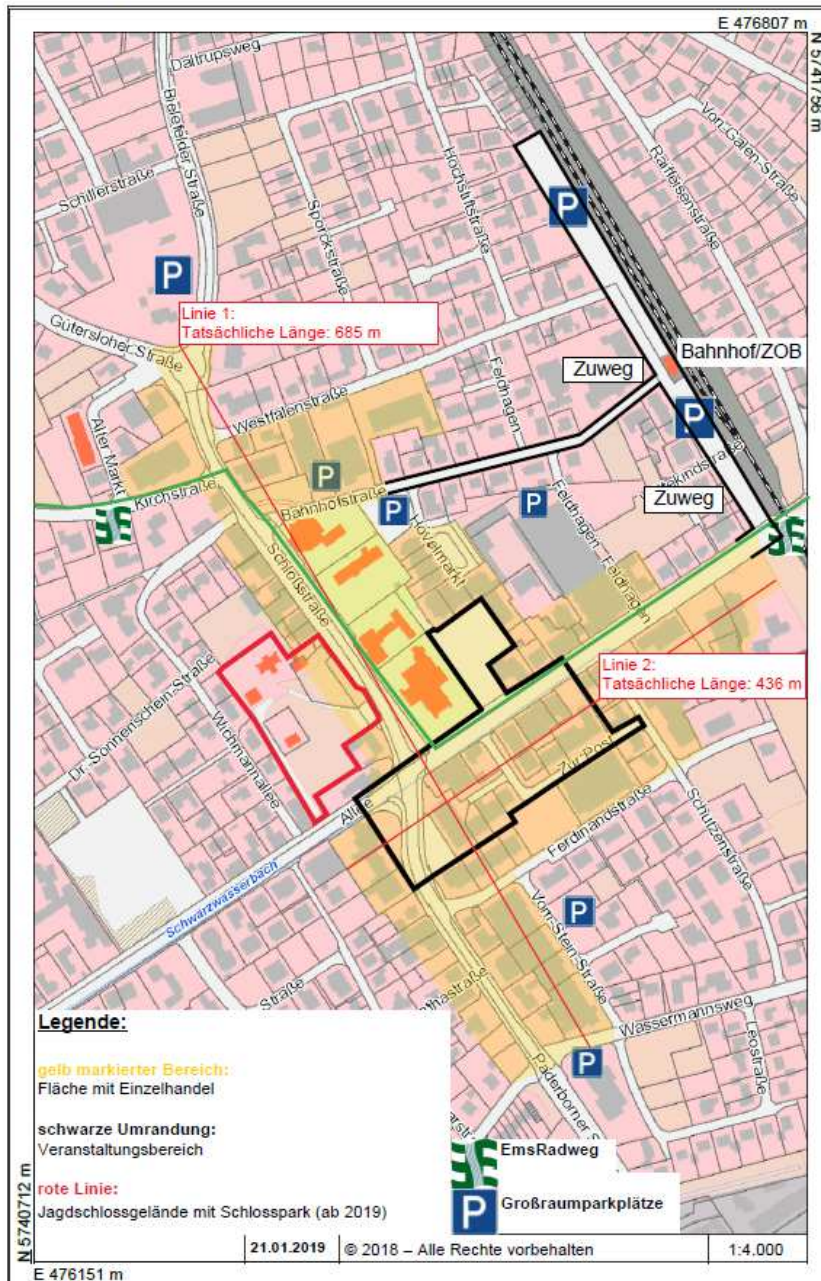 E 476807 m
N 5741756 m
Daltrupsweg
Bielefelder Straße
Schillerstraße
Sporckstraße
Hochstiftstraße
Von-Galen-Straße
Raiffeisenstraße
P
P
Gütersloher Straße
Linie 1:
Tatsächliche Länge: 685 m
Bahnhof/ZOB
Zuweg
Feldhagen
Westfalenstraße
Alter Markt
P
P
Kirchstraße
Bahnhofstraße
P
P
Zuweg
Hövelmarkt
Feldhagen
Feldhagen
Schloßstraße
Linie 2:
Tatsächliche Länge: 436 m
Dr.-Sonnenschein-Straße
Wichmannallee
Zur Post
Allee
Ferdinandstraße
Schützenstraße
Schwarzwasserbach
Vom-Stein-Straße
P
Wassermannsweg
Leostraße
P
Paderborner
Straße
Legende:
gelb markierter Bereich:
Fläche mit Einzelhandel
schwarze Umrandung:
Veranstaltungsbereich
rote Linie:
Jagdschlossgelände mit Schlosspark (ab 2019)
EmsRadweg
P Großraumparkplätze
N 5740712 m
21.01.2019 © 2018 – Alle Rechte vorbehalten 1:4.000
E 476151 m